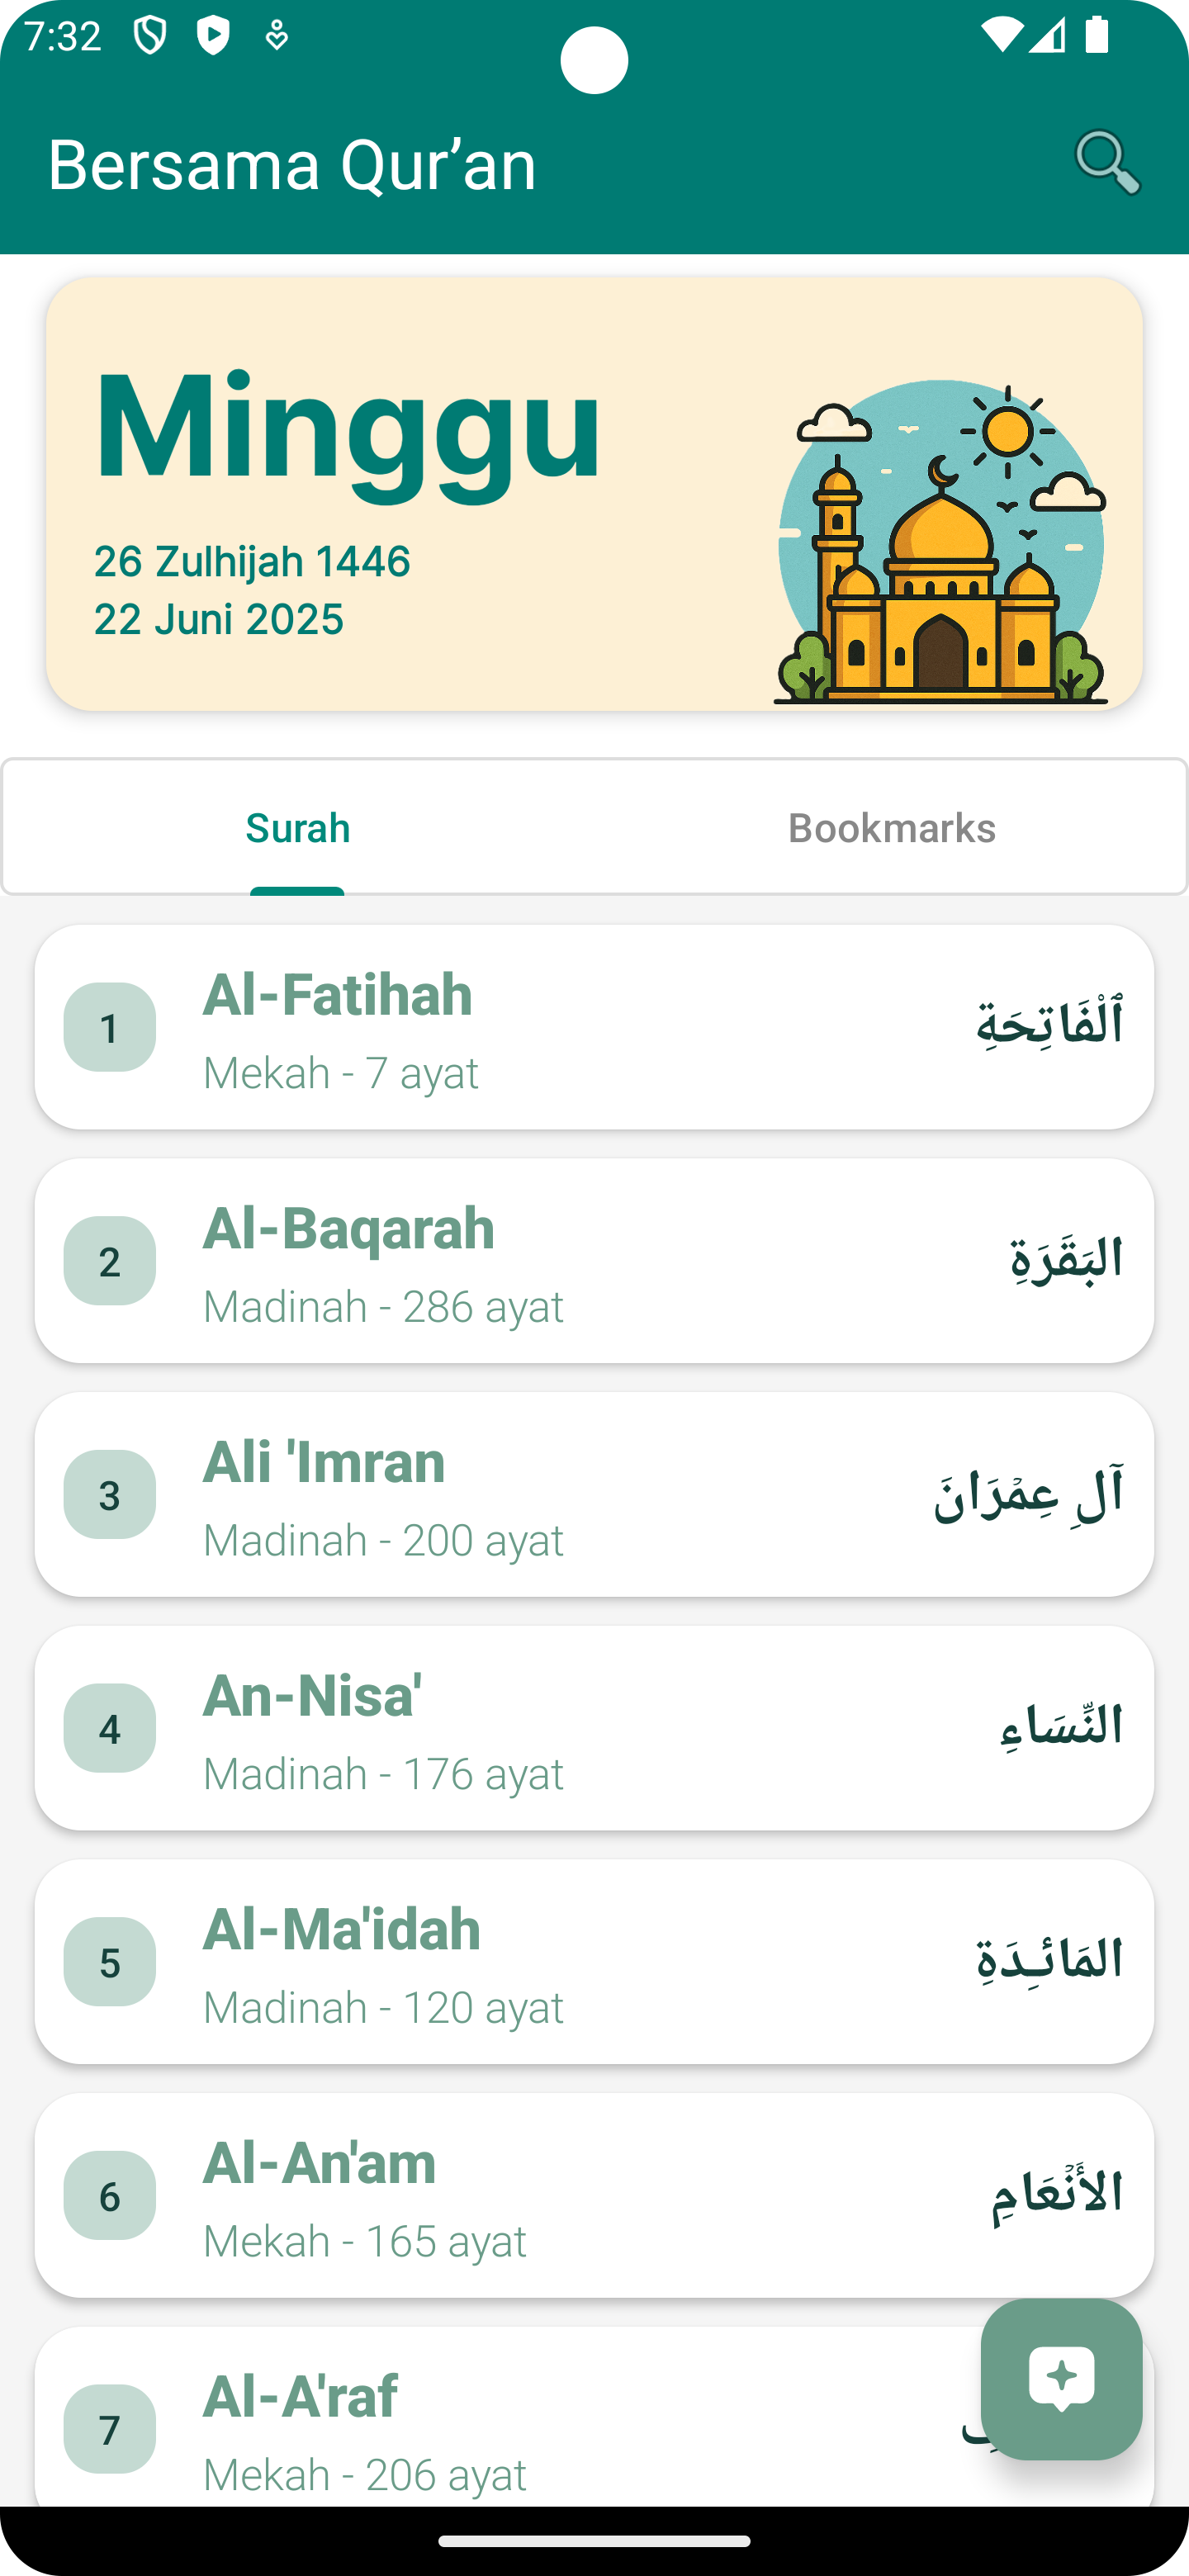 7:32
Bersama Qur’an
Minggu
26 Zulhijah 1446
22 Juni 2025
Surah
Bookmarks
1
Al-Fatihah
Mekah - 7 ayat
ٱلْفَاتِحَةِ
2
Al-Baqarah
Madinah - 286 ayat
البَقَرَةِ
3
Ali 'Imran
Madinah - 200 ayat
آلِ عِمْرَانَ
4
An-Nisa'
Madinah - 176 ayat
النِّسَاءِ
5
Al-Ma'idah
Madinah - 120 ayat
المَائـِدَةِ
6
Al-An'am
Mekah - 165 ayat
الأَنْعَامِ
7
Al-A'raf
Mekah - 206 ayat